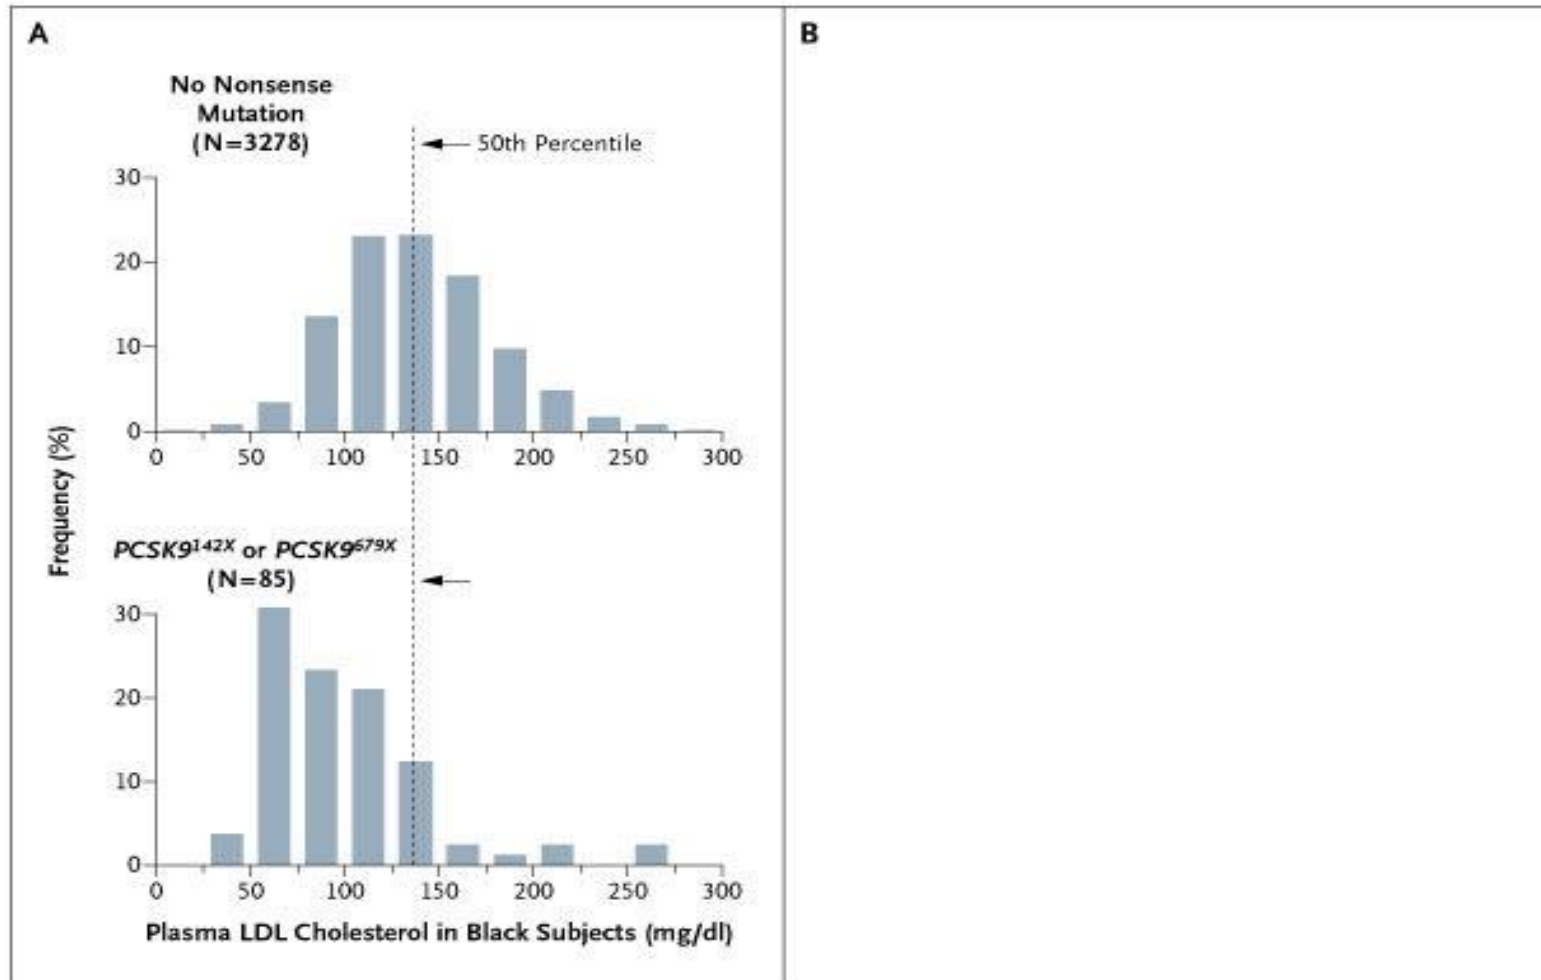 A
B
No Nonsense
Mutation
(N=3278)
50th Percentile
30
20
10
0
0 50 100 150 200 250 300
Frequency (%)
PCSK9142X or PCSK9679X
(N=85)
30
20
10
0
0 50 100 150 200 250 300
Plasma LDL Cholesterol in Black Subjects (mg/dl)